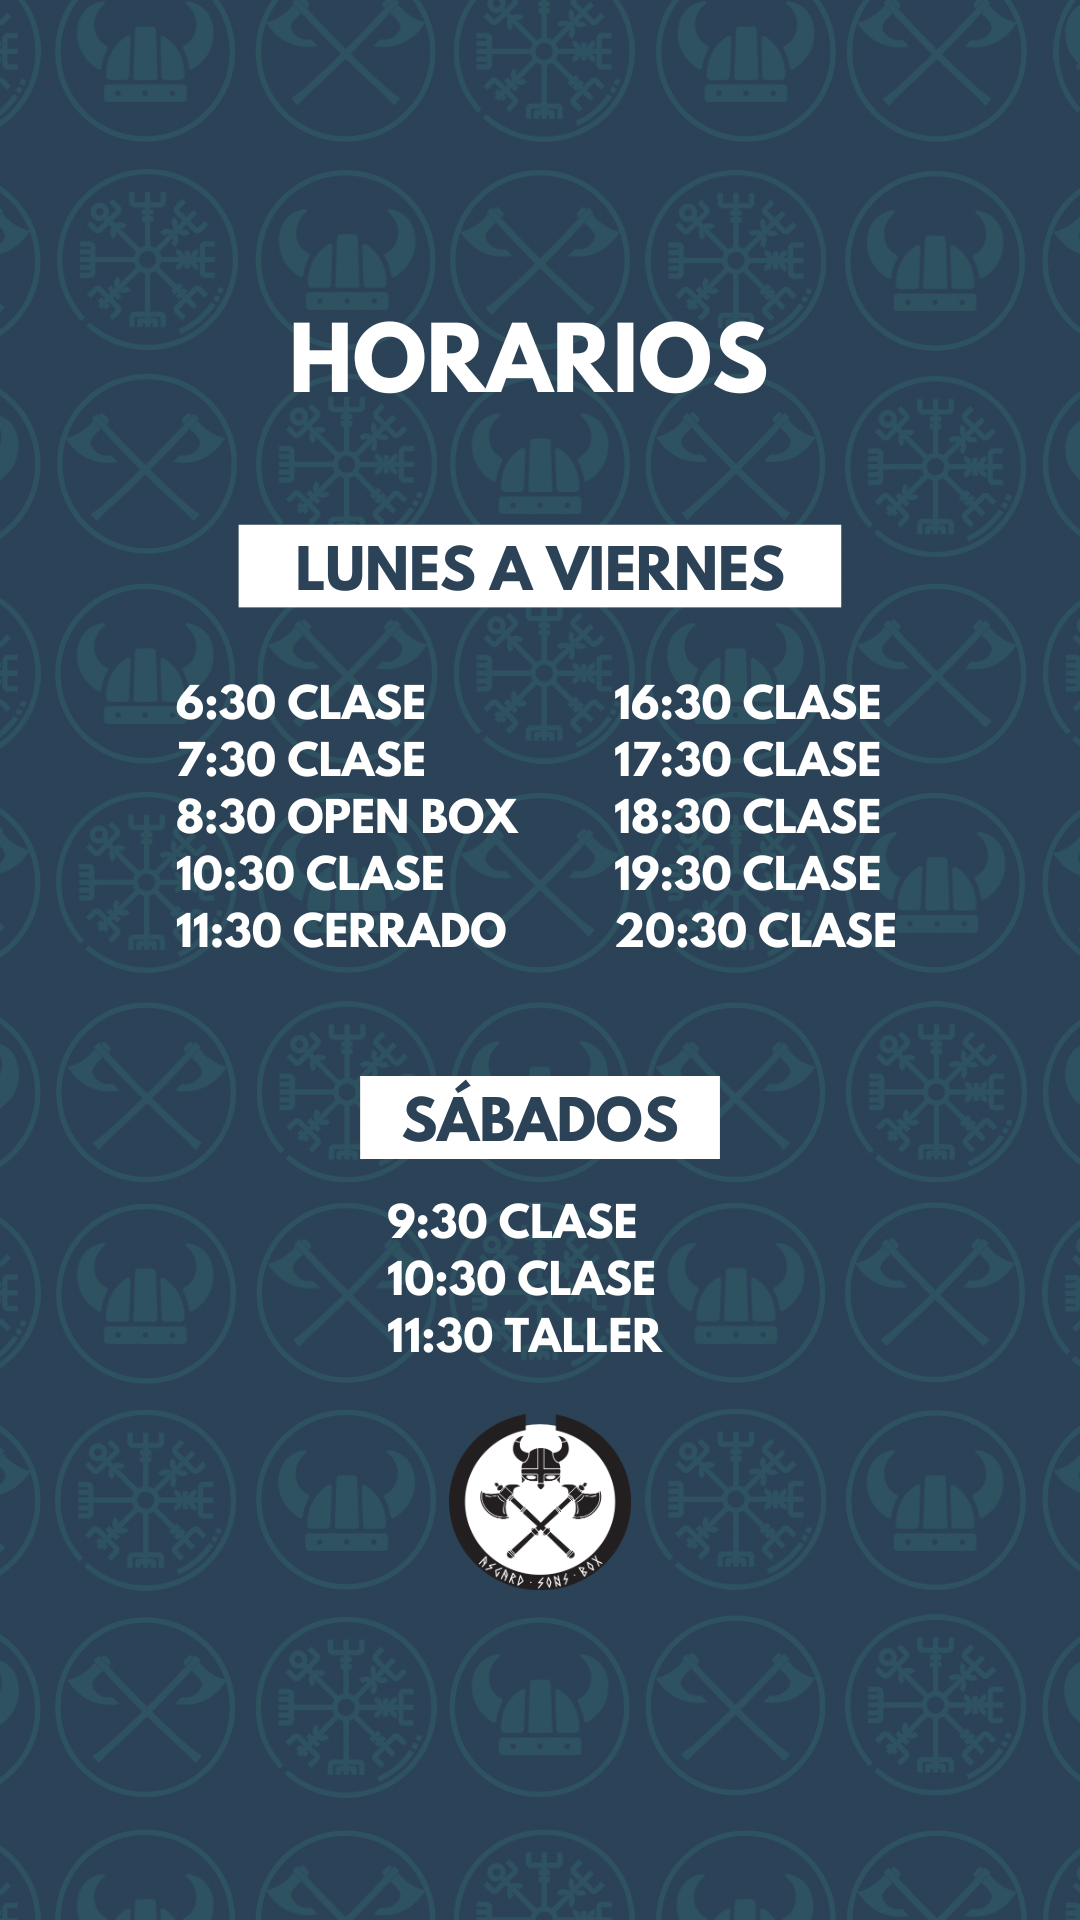 HORARIOS
LUNES A VIERNES
6:30 CLASE
7:30 CLASE
8:30 OPEN BOX
10:30 CLASE
11:30 CERRADO
16:30 CLASE
17:30 CLASE
18:30 CLASE
19:30 CLASE
20:30 CLASE
SÁBADOS
9:30 CLASE
10:30 CLASE
11:30 TALLER
ASGARD · SONS · BOX